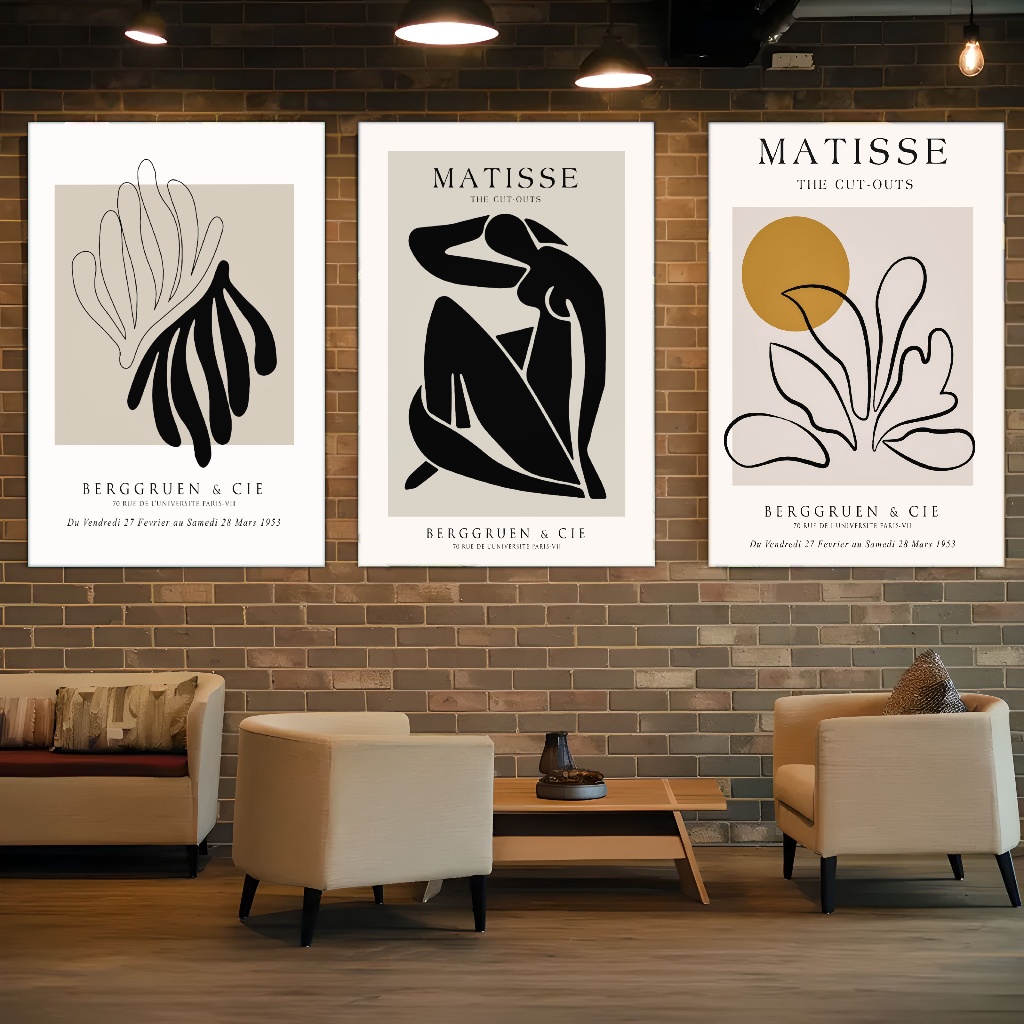 BERGGRUEN & CIE
70 RUE DE L'UNIVERSITE PARIS-VII
Du Vendredi 27 Fevrier au Samedi 28 Mars 1953
MATISSE
THE CUT-OUTS
BERGGRUEN & CIE
70 RUE DE L'UNIVERSITE PARIS-VII
MATISSE
THE CUT-OUTS
BERGGRUEN & CIE
70 RUE DE L'UNIVERSITE PARIS-VII
Du Vendredi 27 Fevrier au Samedi 28 Mars 1953